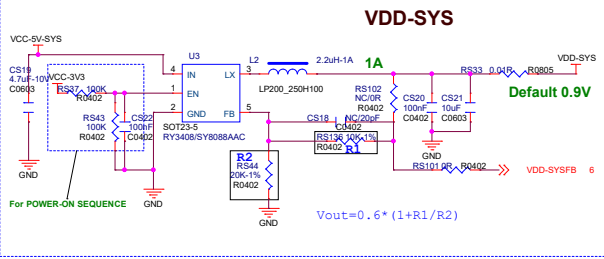 VDD-SYS
VCC-5V-SYS
U3
L2
2.2uH-1A
1A
VDD-SYS
CS19
4.7uF-10V
C0603
VCC-3V3
RS37
100K
R0402
4
IN
LX
3
1
EN
2
GND
FB
5
LP200_250H100
RS102
NC/0R
R0402
RS33
0.01R
R0805
Default 0.9V
CS20
100nF
C0402
CS21
10uF
C0603
RS43
100K
R0402
CS22
100nF
C0402
SOT23-5
RY3408/SY8088AAC
CS18
NC/20pF
C0402
RS136
10K-1%
R0402
R1
GND
GND
R2
RS44
20K-1%
R0402
RS101
0R
R0402
VDD-SYSFB
6
For POWER-ON SEQUENCE
GND
GND
Vout=0.6*(1+R1/R2)